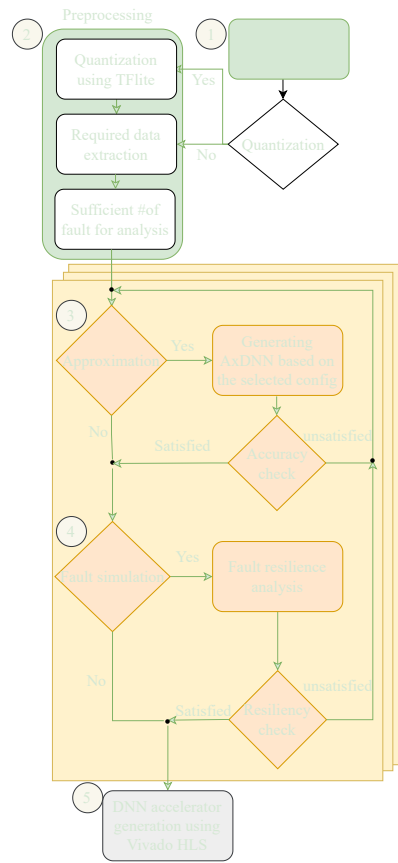 Preprocessing
2
1
Quantization
using TFlite
Yes
Required data
extraction
Quantization
No
Sufficient #of
fault for analysis
3
Approximation
Yes
Generating
AxDNN based on
the selected config
No
Satisfied
Accuracy
check
unsatisfied
4
Fault simulation
Yes
Fault resilience
analysis
No
Satisfied
Resiliency
check
unsatisfied
5
DNN accelerator
generation using
Vivado HLS